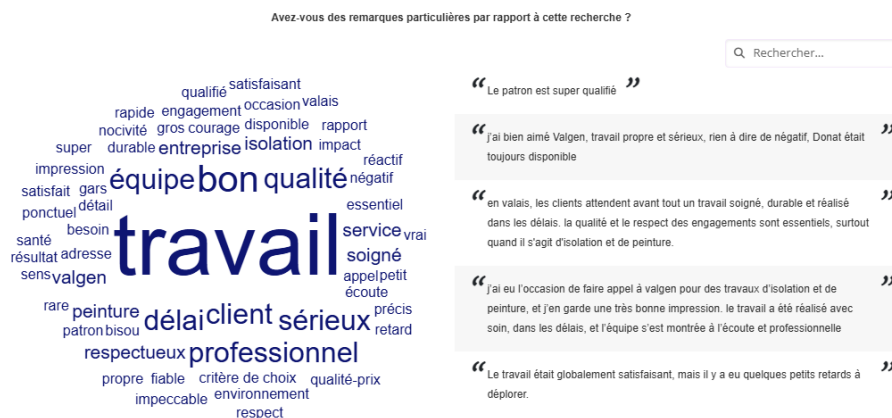 Avez-vous des remarques particulières par rapport à cette recherche ?
Rechercher...
qualifié satisfaisant
rapide engagement occasion valais
nocivité gros courage disponible rapport
super durable entreprise isolation impact
impression équipe bon qualité réactif
négatif
satisfait gars essentiel
ponctuel détail
besoin travail service vrai
santé adresse soigné
résultat
sens valgen appel petit
écoute
rare peinture délai client sérieux précis
patron bisou retard
respectueux professionnel
propre fiable critère de choix qualité-prix
impeccable environnement
respect
“ Le patron est super qualifié ”
“ j'ai bien aimé Valgen, travail propre et sérieux, rien à dire de négatif, Donat était ”
toujours disponible
“ en valais, les clients attendent avant tout un travail soigné, durable et réalisé ”
dans les délais. la qualité et le respect des engagements sont essentiels, surtout
quand il s'agit d'isolation et de peinture.
“ j’ai eu l’occasion de faire appel à valgen pour des travaux d’isolation et de ”
peinture, et j’en garde une très bonne impression. le travail a été réalisé avec
soin, dans les délais, et l’équipe s’est montrée à l’écoute et professionnelle
“ Le travail était globalement satisfaisant, mais il y a eu quelques petits retards à ”
déplorer.